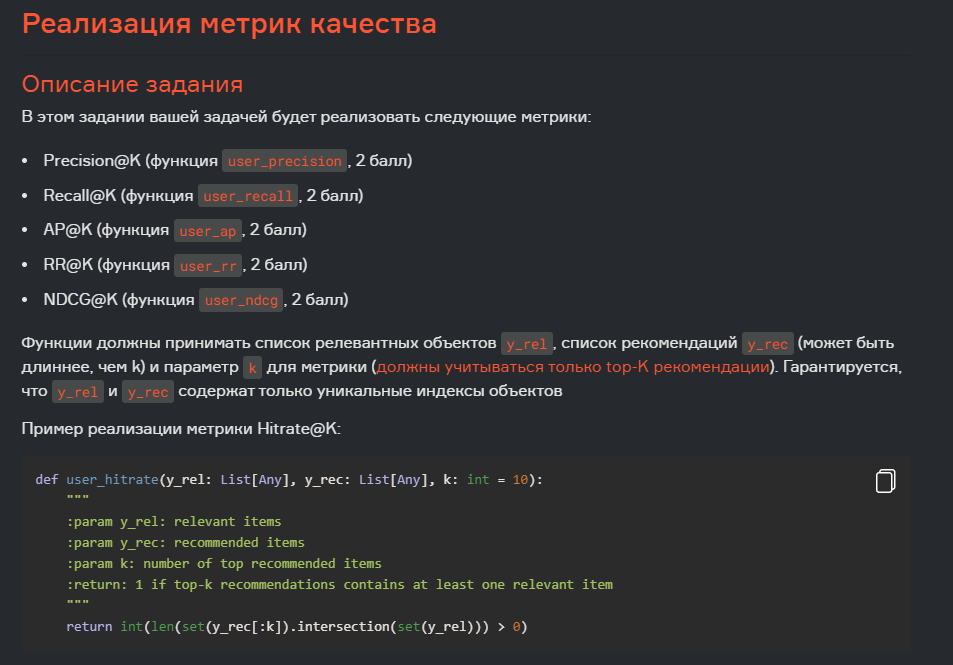 Реализация метрик качества
Описание задания
В этом задании вашей задачей будет реализовать следующие метрики:
• Precision@K (функция user_precision, 2 балл)
• Recall@K (функция user_recall, 2 балл)
• AP@K (функция user_ap, 2 балл)
• RR@K (функция user_rr, 2 балл)
• NDCG@K (функция user_ndcg, 2 балл)
Функции должны принимать список релевантных объектов y_rel, список рекомендаций y_rec (может быть
длиннее, чем k) и параметр k для метрики (должны учитываться только top-K рекомендации). Гарантируется,
что y_rel и y_rec содержат только уникальные индексы объектов
Пример реализации метрики Hitrate@K:
def user_hitrate(y_rel: List[Any], y_rec: List[Any], k: int = 10):
    """
    :param y_rel: relevant items
    :param y_rec: recommended items
    :param k: number of top recommended items
    :return: 1 if top-k recommendations contains at least one relevant item
    """
    return int(len(set(y_rec[:k]).intersection(set(y_rel))) > 0)